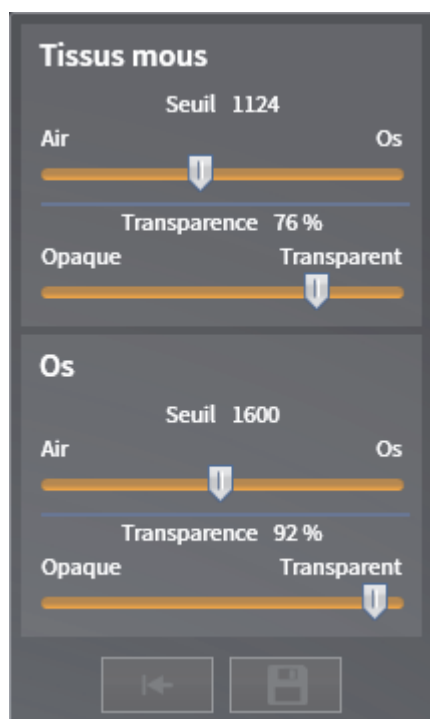 Tissus mous
Seuil 1124
Air Os
Transparence 76 %
Opaque Transparent
Os
Seuil 1600
Air Os
Transparence 92 %
Opaque Transparent